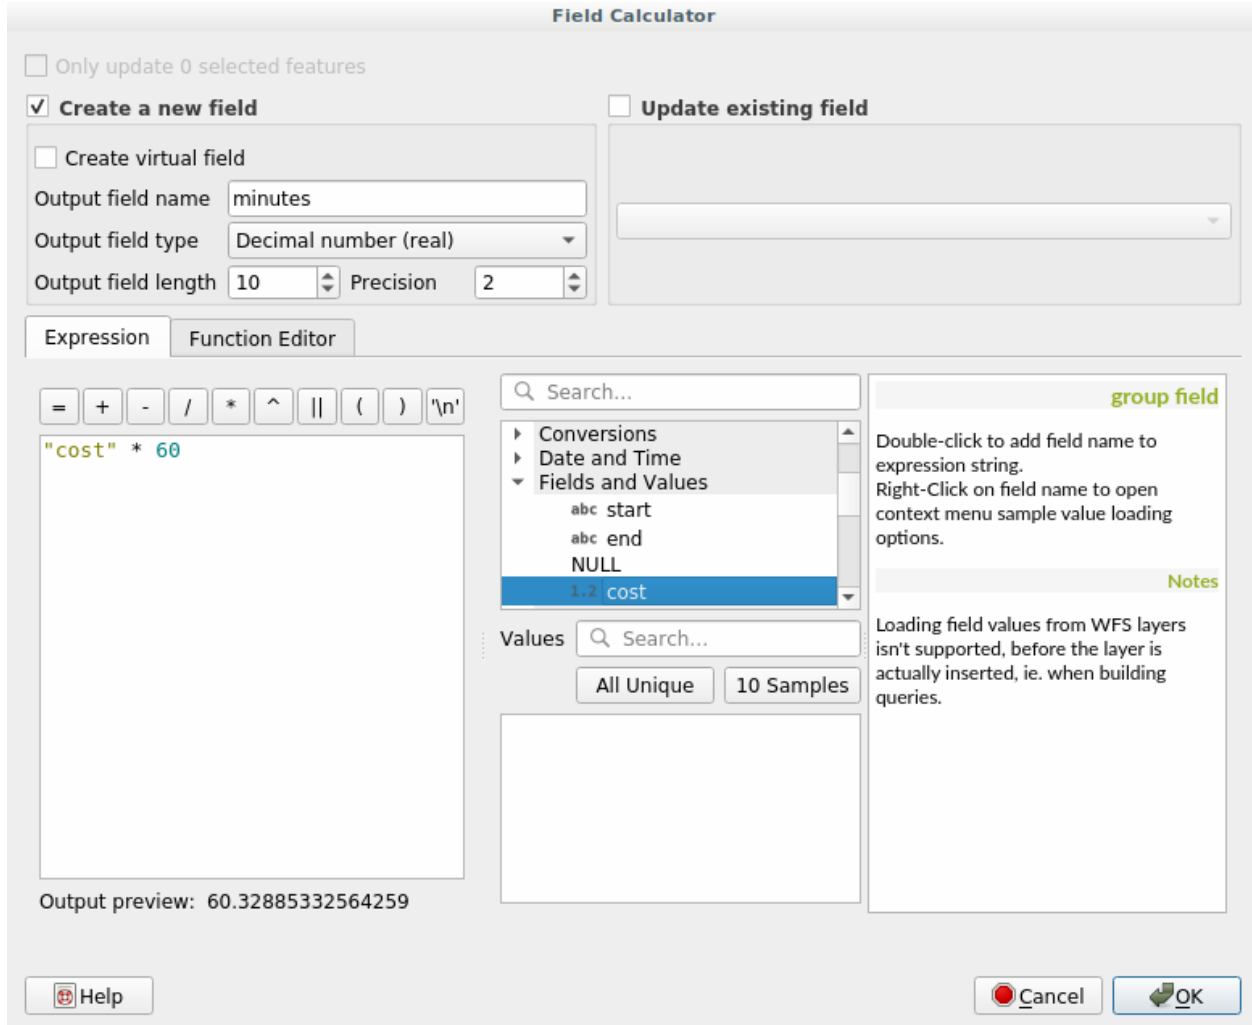 Field Calculator
Only update 0 selected features
Create a new field
Update existing field
Create virtual field
Output field name minutes
Output field type Decimal number (real)
Output field length 10 Precision 2
Expression Function Editor
= + - / * ^ || ( ) '\n'
"cost" * 60
Output preview: 60.32885332564259
Search...
Conversions
Date and Time
Fields and Values
abc start
abc end
NULL
1.2 cost
Values Search...
All Unique 10 Samples
group field
Double-click to add field name to
expression string.
Right-Click on field name to open
context menu sample value loading
options.
Notes
Loading field values from WFS layers
isn't supported, before the layer is
actually inserted, ie. when building
queries.
Help Cancel OK